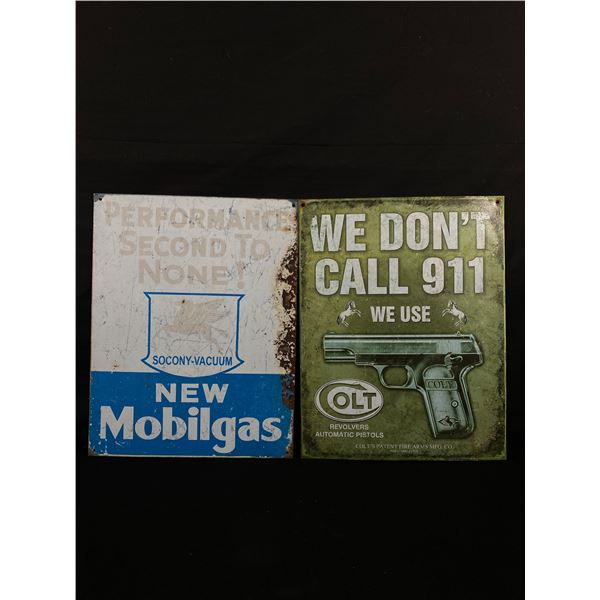 PERFORMANCE
SECOND TO
NONE!
SOCONY-VACUUM
NEW
Mobilgas
WE DON'T
CALL 911
WE USE
COLT
COLT
REVOLVERS
AUTOMATIC PISTOLS
COLT'S PATENT FIRE ARMS MFG. CO.